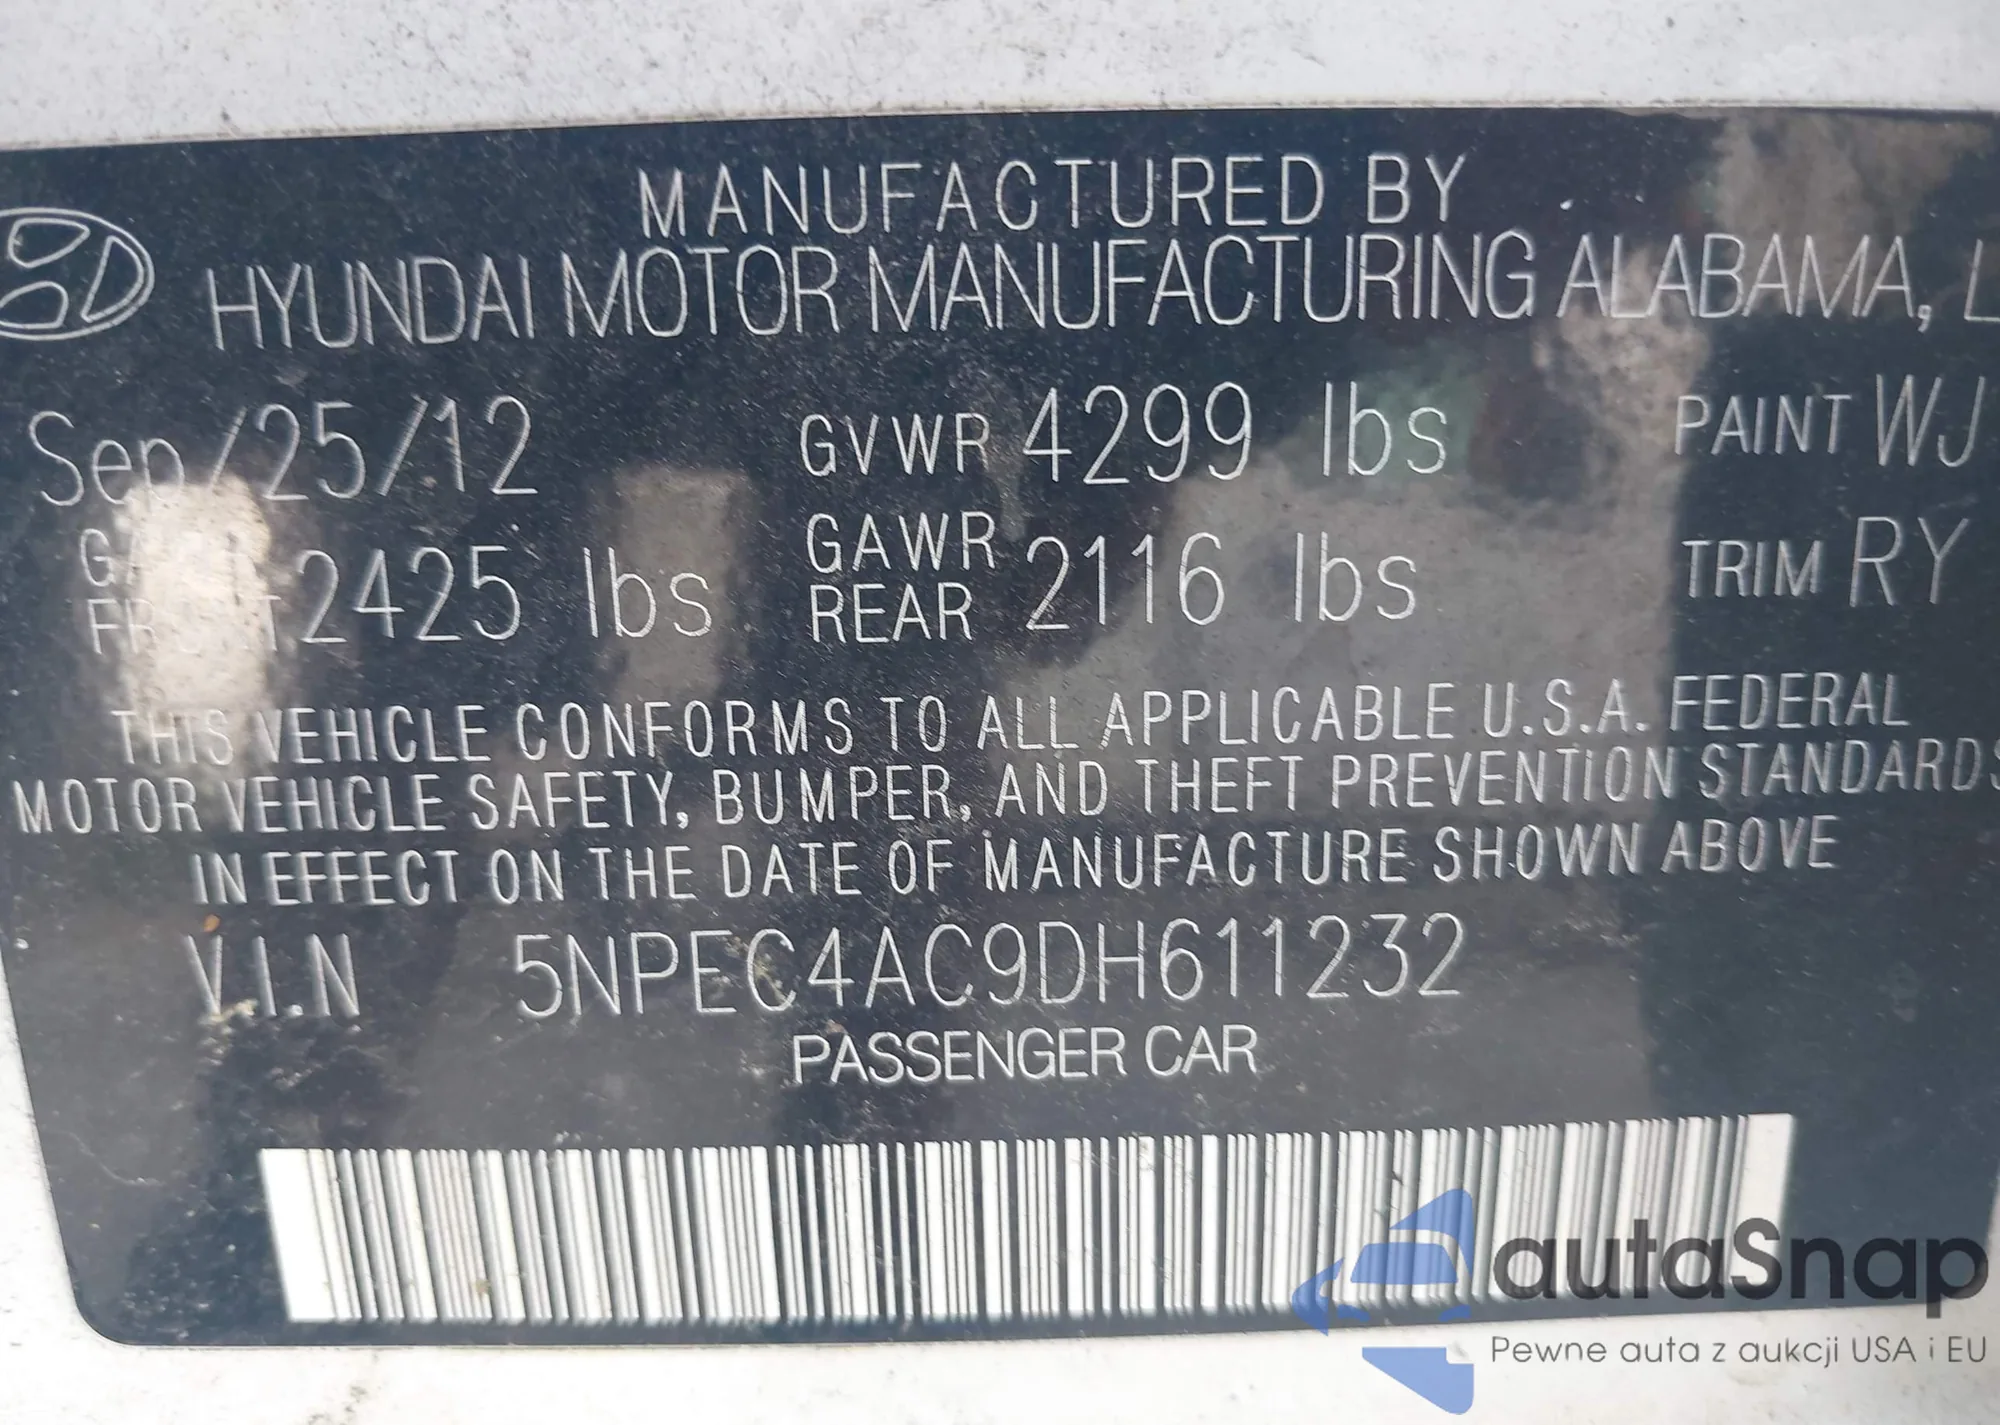 MANUFACTURED BY
HYUNDAI MOTOR MANUFACTURING ALABAMA, L
Sep/25/12 GVWR 4299 lbs PAINT WJ
FRONT 2425 lbs GAWR REAR 2116 lbs TRIM RY
THIS VEHICLE CONFORMS TO ALL APPLICABLE U.S.A. FEDERAL
MOTOR VEHICLE SAFETY, BUMPER, AND THEFT PREVENTION STANDARDS
IN EFFECT ON THE DATE OF MANUFACTURE SHOWN ABOVE
V.I.N 5NPEC4AC9DH611232
PASSENGER CAR
autaSnap
Pewne auta z aukcji USA i EU